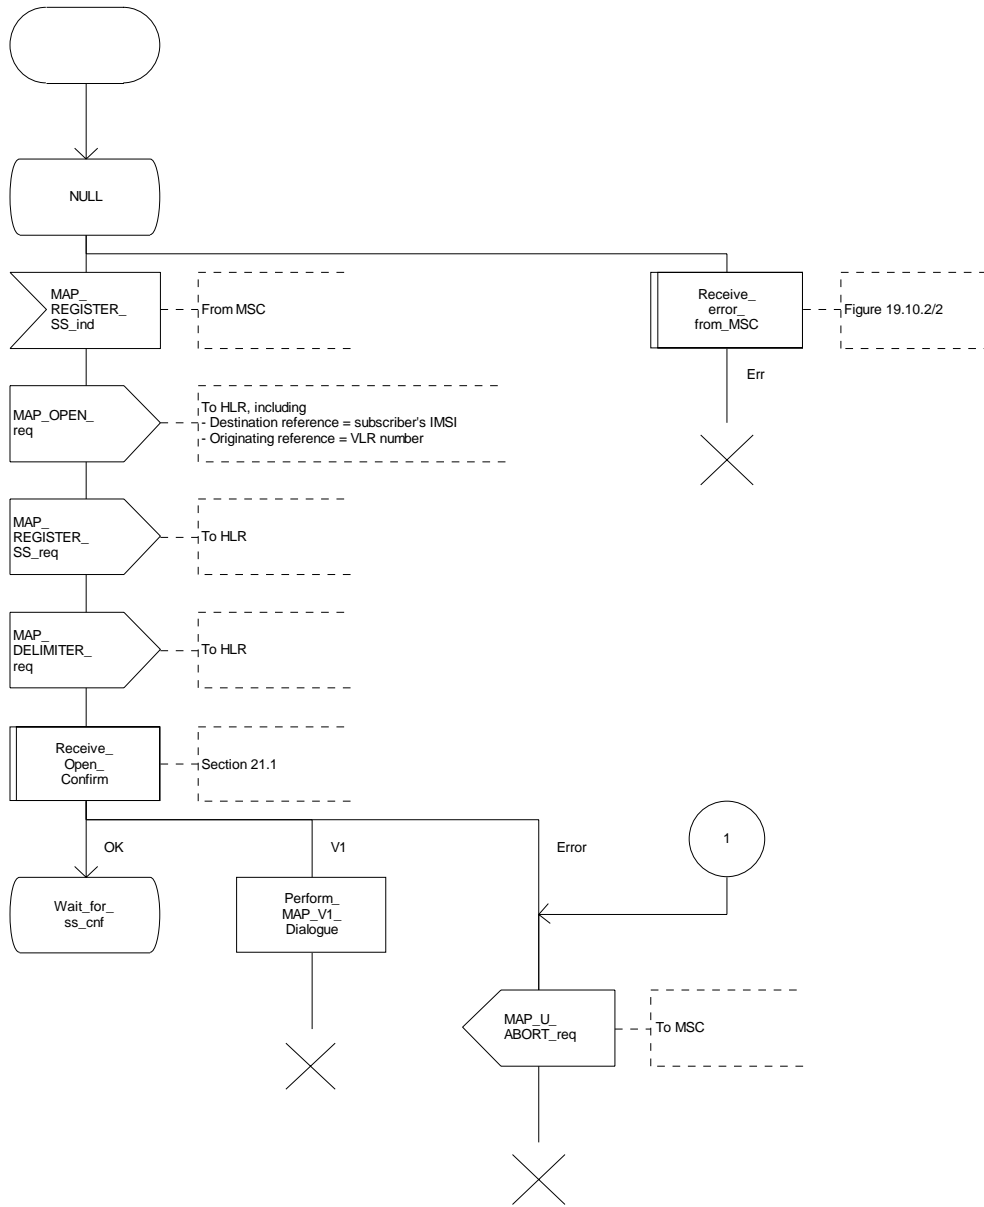 NULL
MAP_
REGISTER_
SS_ind
From MSC
Receive_
error_
from_MSC
Figure 19.10.2/2
Err
MAP_OPEN_
req
To HLR, including
- Destination reference = subscriber's IMSI
- Originating reference = VLR number
MAP_
REGISTER_
SS_req
To HLR
MAP_
DELIMITER_
req
To HLR
Receive_
Open_
Confirm
Section 21.1
OK
V1
Error
1
Wait_for_
ss_cnf
Perform_
MAP_V1_
Dialogue
MAP_U_
ABORT_req
To MSC